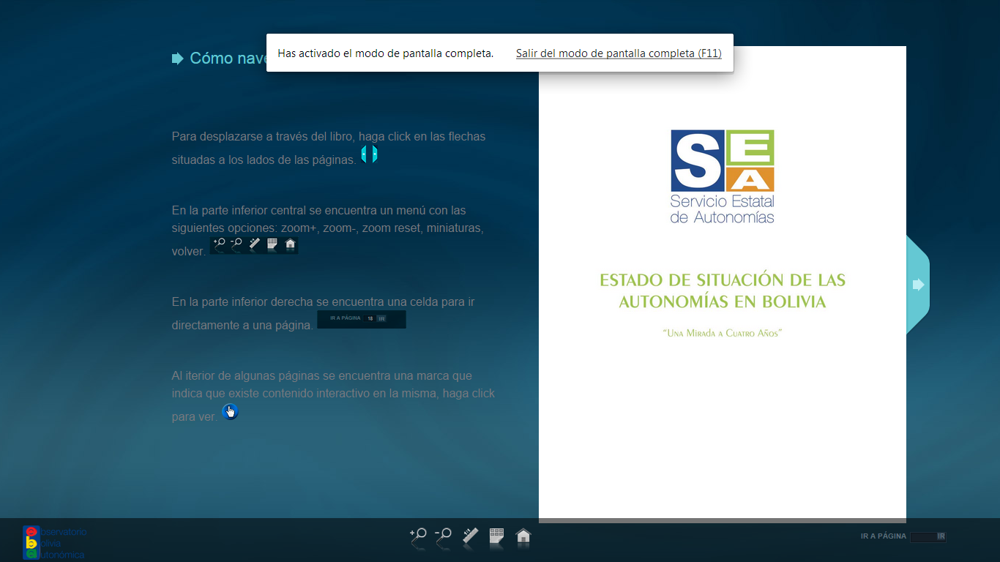 Has activado el modo de pantalla completa. Salir del modo de pantalla completa (F11)
Cómo nave
Para desplazarse a través del libro, haga click en las flechas
situadas a los lados de las páginas.
En la parte inferior central se encuentra un menú con las
siguientes opciones: zoom+, zoom-, zoom reset, miniaturas,
volver.
En la parte inferior derecha se encuentra una celda para ir
directamente a una página.
IR A PÁGINA 18 IR
Al iterior de algunas páginas se encuentra una marca que
indica que existe contenido interactivo en la misma, haga click
para ver.
SEA
Servicio Estatal
de Autonomías
ESTADO DE SITUACIÓN DE LAS
AUTONOMÍAS EN BOLIVIA
“Una Mirada a Cuatro Años”
observatorio
bolivia
autonómica
IR A PÁGINA IR